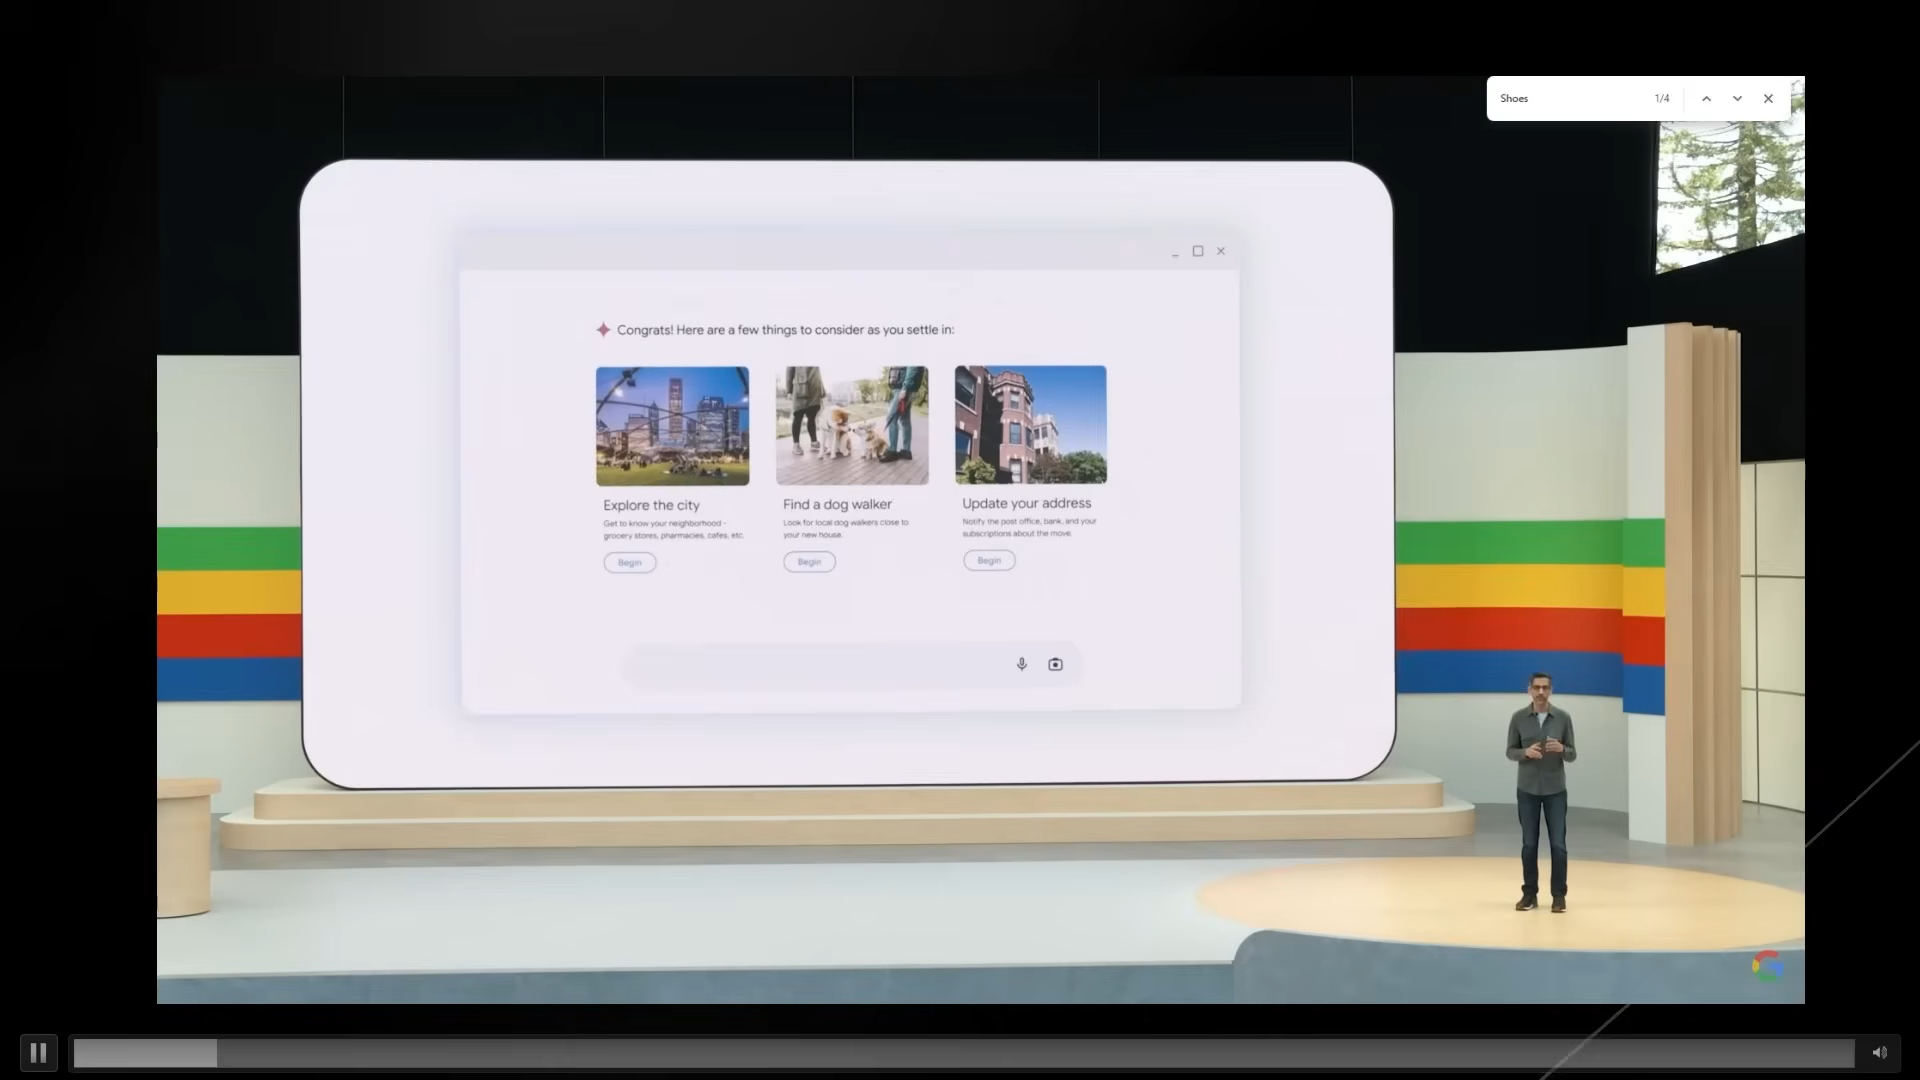 Shoes 1/4
Congrats! Here are a few things to consider as you settle in:
Explore the city
Get to know your neighborhood -
grocery stores, pharmacies, cafes, etc.
Begin
Find a dog walker
Look for local dog walkers close to
your new house.
Begin
Update your address
Notify the post office, bank, and your
subscriptions about the move.
Begin